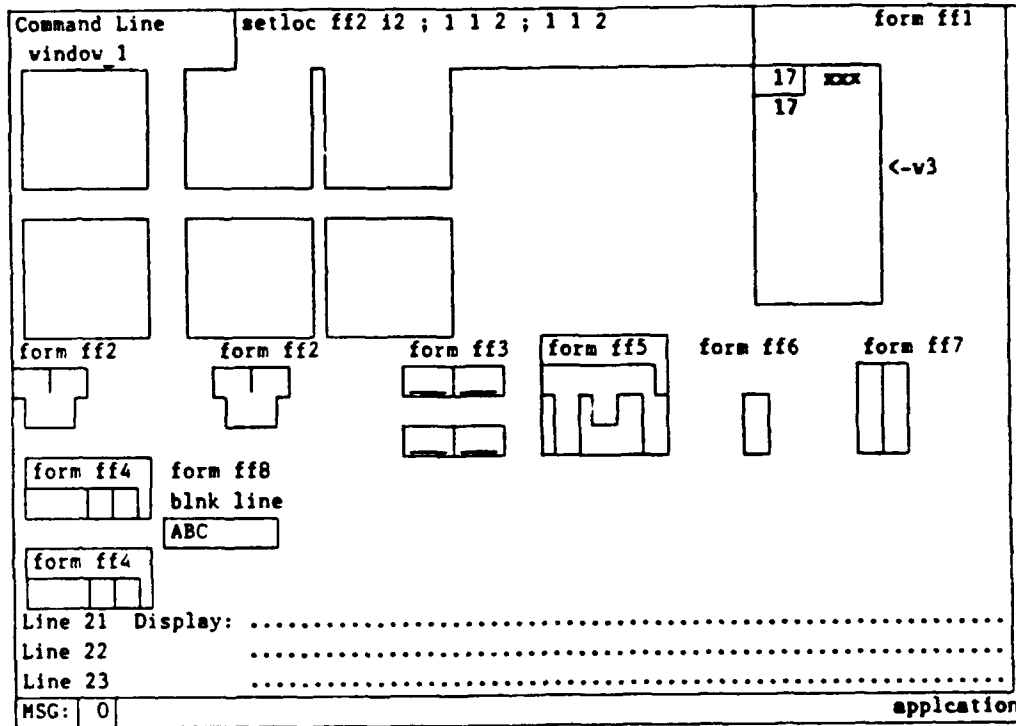 Command Line setloc ff2 i2 ; 1 1 2 ; 1 1 2 form ff1
window_1
17 xxx
17
<-w3
form ff2 form ff2 form ff3 form ff5 form ff6 form ff7
form ff4 form ff8
blnk line
ABC
form ff4
Line 21 Display: ............................................................
Line 22 ............................................................
Line 23 ............................................................
MSG: 0 applcation